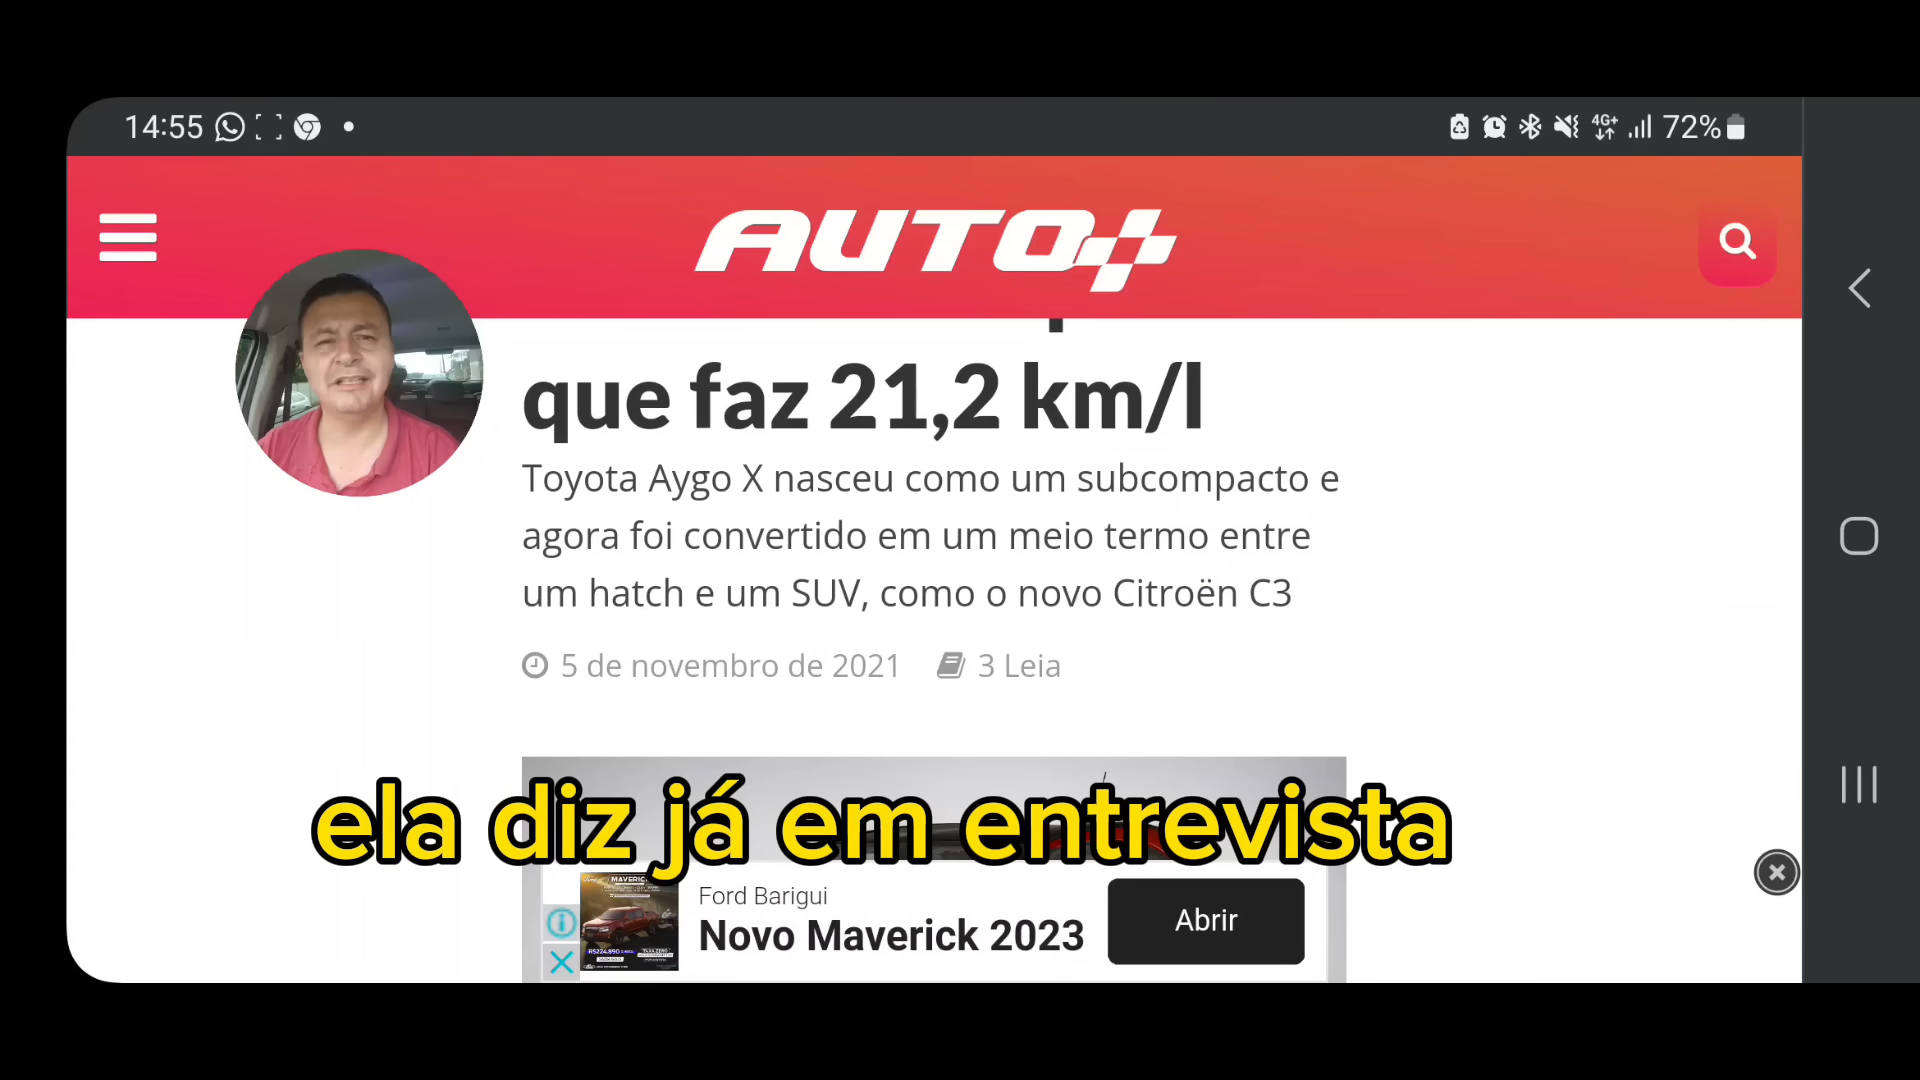 14:55
4G+
72%
AUTO+
que faz 21,2 km/l
Toyota Aygo X nasceu como um subcompacto e
agora foi convertido em um meio termo entre
um hatch e um SUV, como o novo Citroën C3
5 de novembro de 2021
3 Leia
ela diz já em entrevista
Ford Barigui
Novo Maverick 2023
Abrir